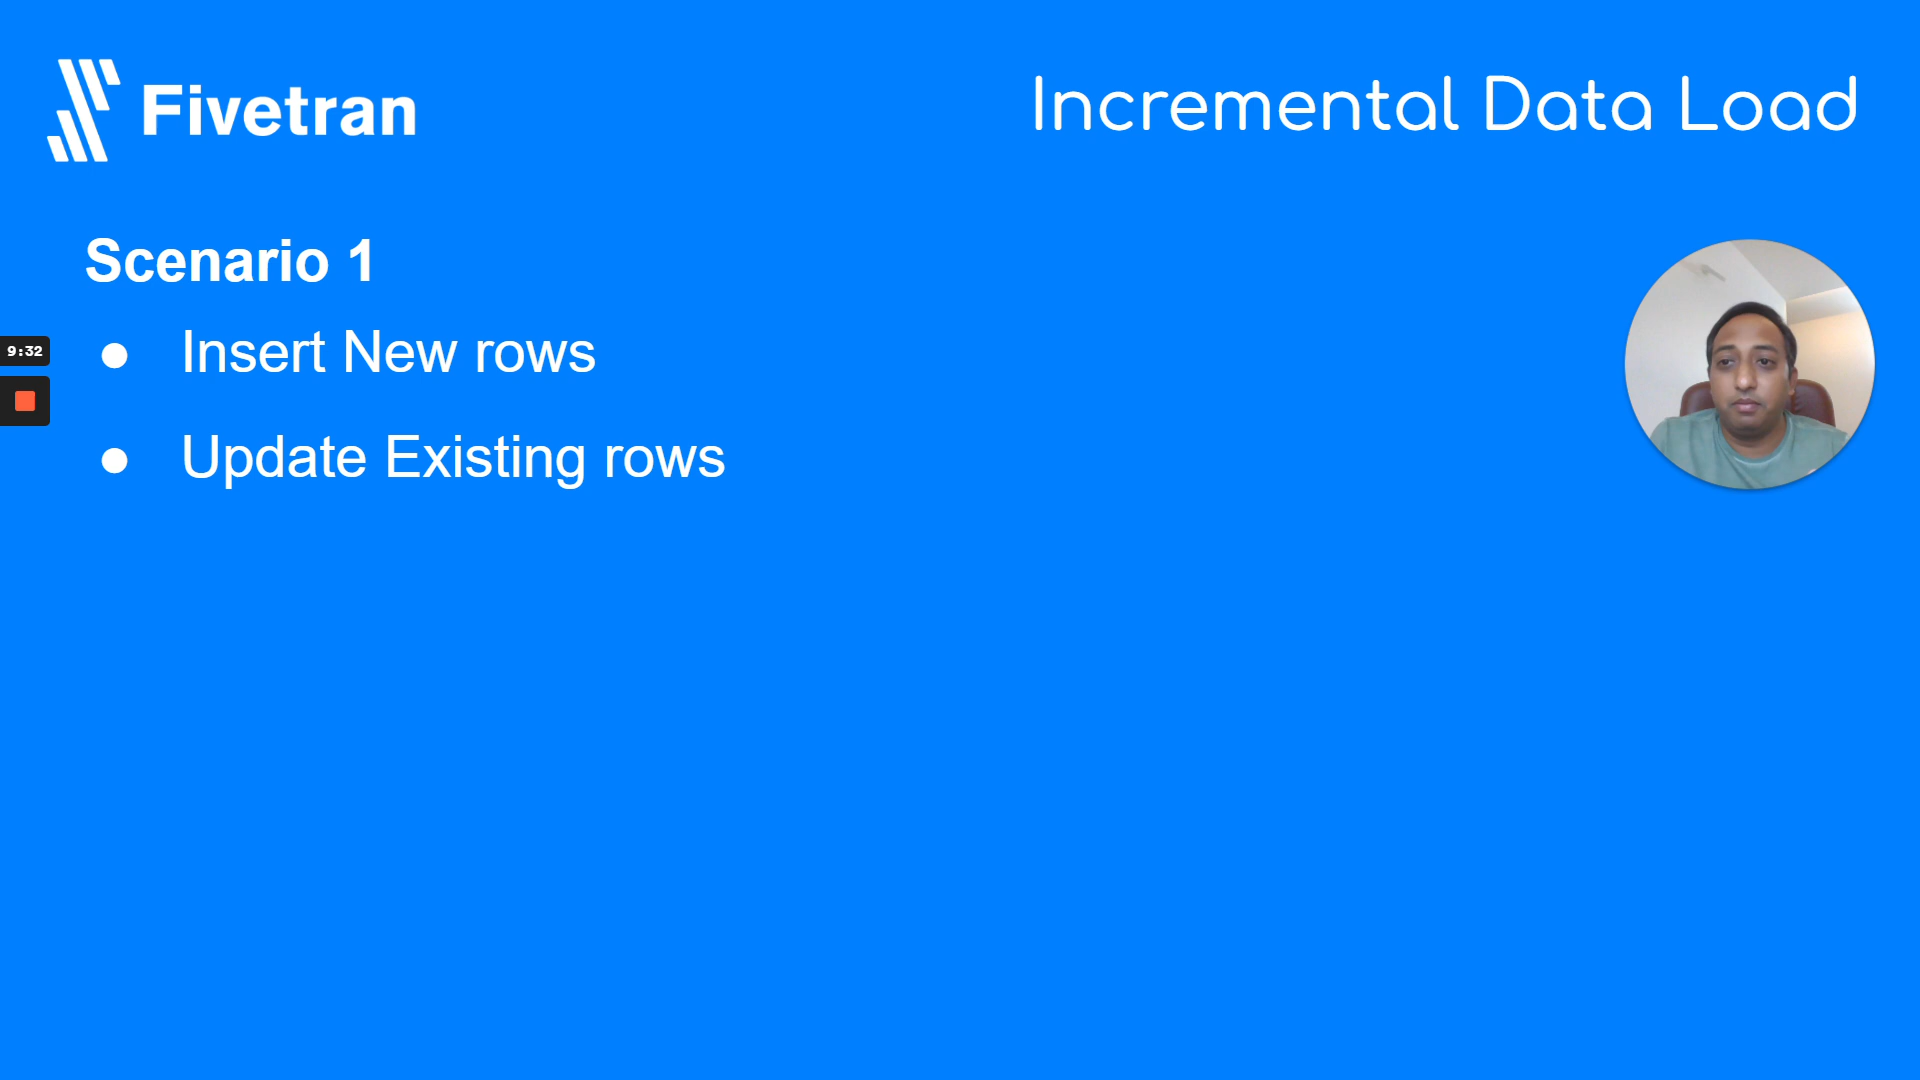 Fivetran
Incremental Data Load
Scenario 1
● Insert New rows
● Update Existing rows
9:32